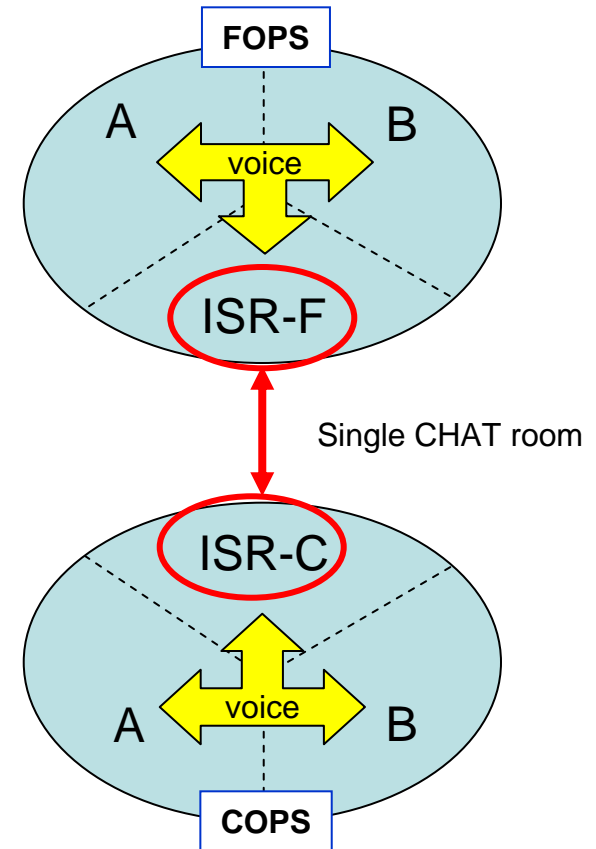 FOPS
A
B
voice
ISR-F
Single CHAT room
ISR-C
voice
A
B
COPS